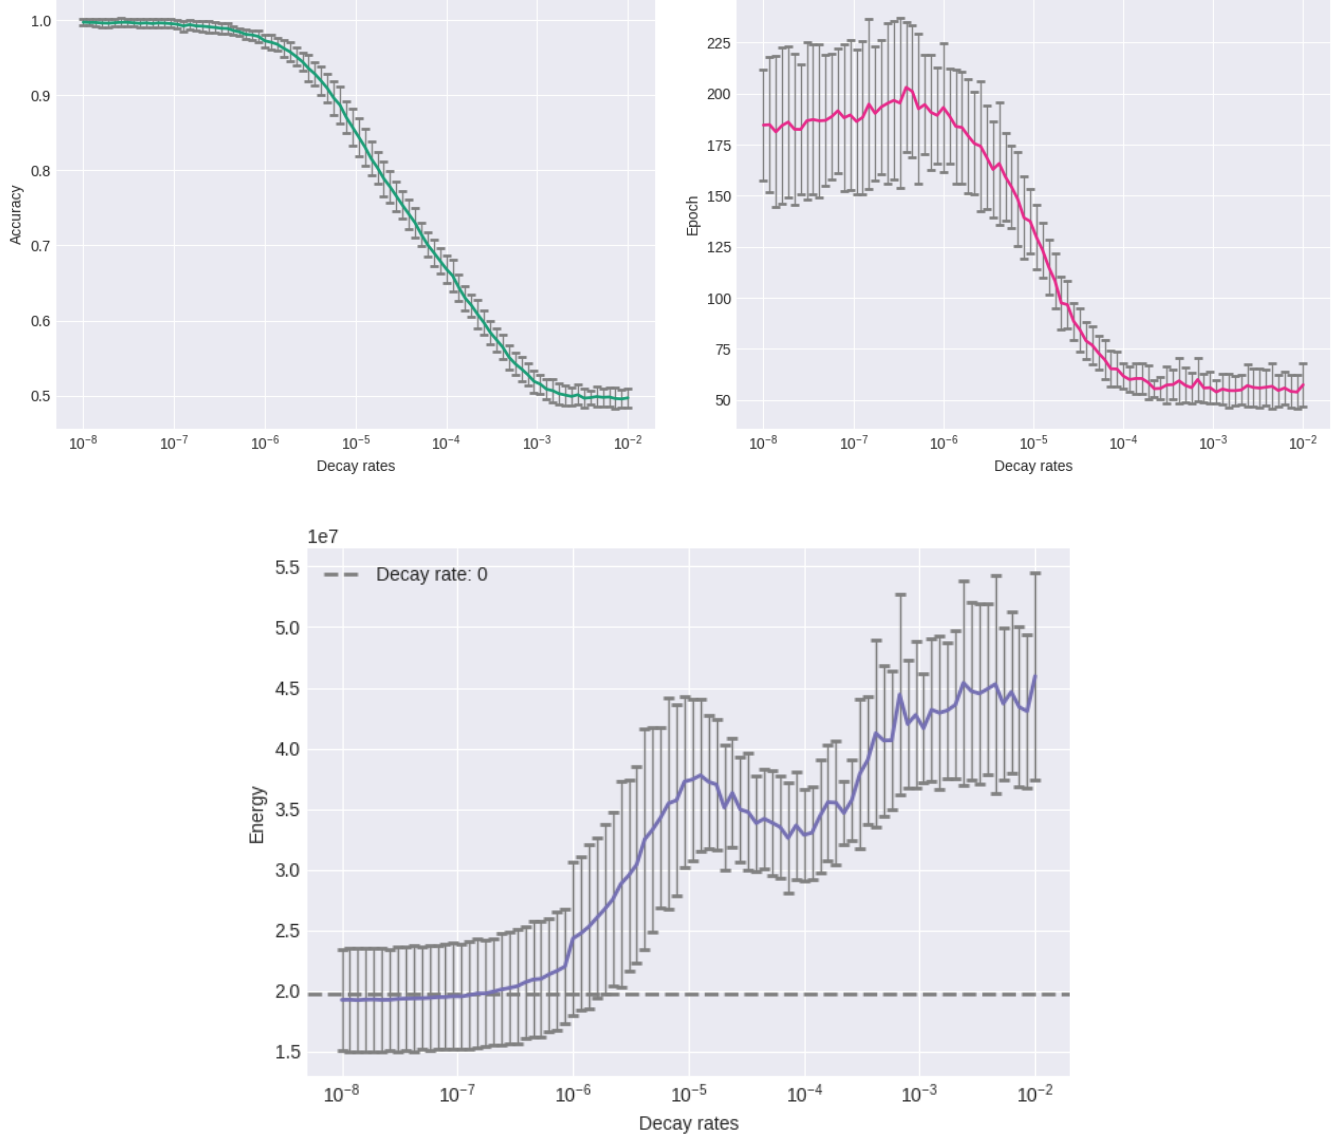 1.0
0.9
0.8
0.7
0.6
0.5
Accuracy
10⁻⁸ 10⁻⁷ 10⁻⁶ 10⁻⁵ 10⁻⁴ 10⁻³ 10⁻²
Decay rates
225
200
175
150
125
100
75
50
Epoch
10⁻⁸ 10⁻⁷ 10⁻⁶ 10⁻⁵ 10⁻⁴ 10⁻³ 10⁻²
Decay rates
1e7
Decay rate: 0
5.5
5.0
4.5
4.0
3.5
3.0
2.5
2.0
1.5
Energy
10⁻⁸ 10⁻⁷ 10⁻⁶ 10⁻⁵ 10⁻⁴ 10⁻³ 10⁻²
Decay rates